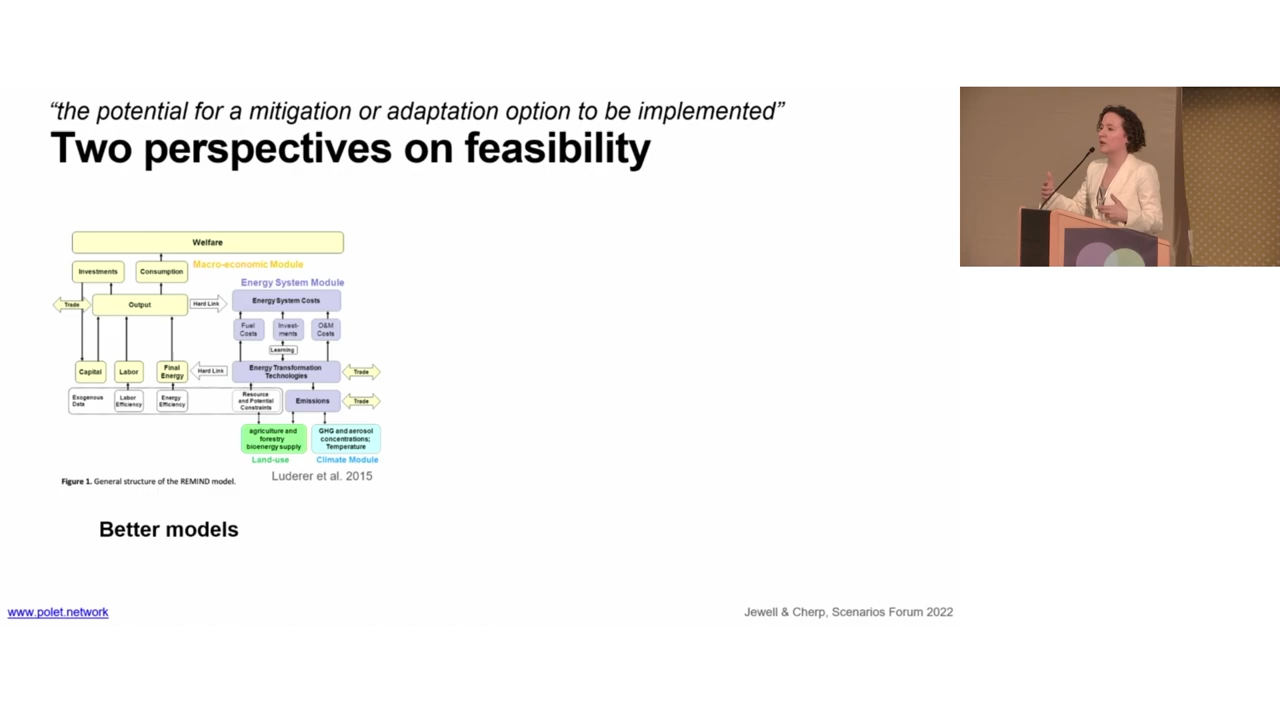 “the potential for a mitigation or adaptation option to be implemented”
Two perspectives on feasibility
Welfare
Investments
Consumption
Macro-economic Module
Energy System Module
Trade
Output
Hard Link
Energy System Costs
Fuel
Costs
Invest-
ments
O&M
Costs
Learning
Capital
Labor
Final
Energy
Hard Link
Energy Transformation
Technologies
Trade
Exogenous
Data
Labor
Efficiency
Energy
Efficiency
Resource
and Potential
Constraints
Emissions
Trade
agriculture and
forestry
bioenergy supply
GHG and aerosol
concentrations;
Temperature
Land-use
Climate Module
Figure 1. General structure of the REMIND model.
Luderer et al. 2015
Better models
www.polet.network
Jewell & Cherp, Scenarios Forum 2022